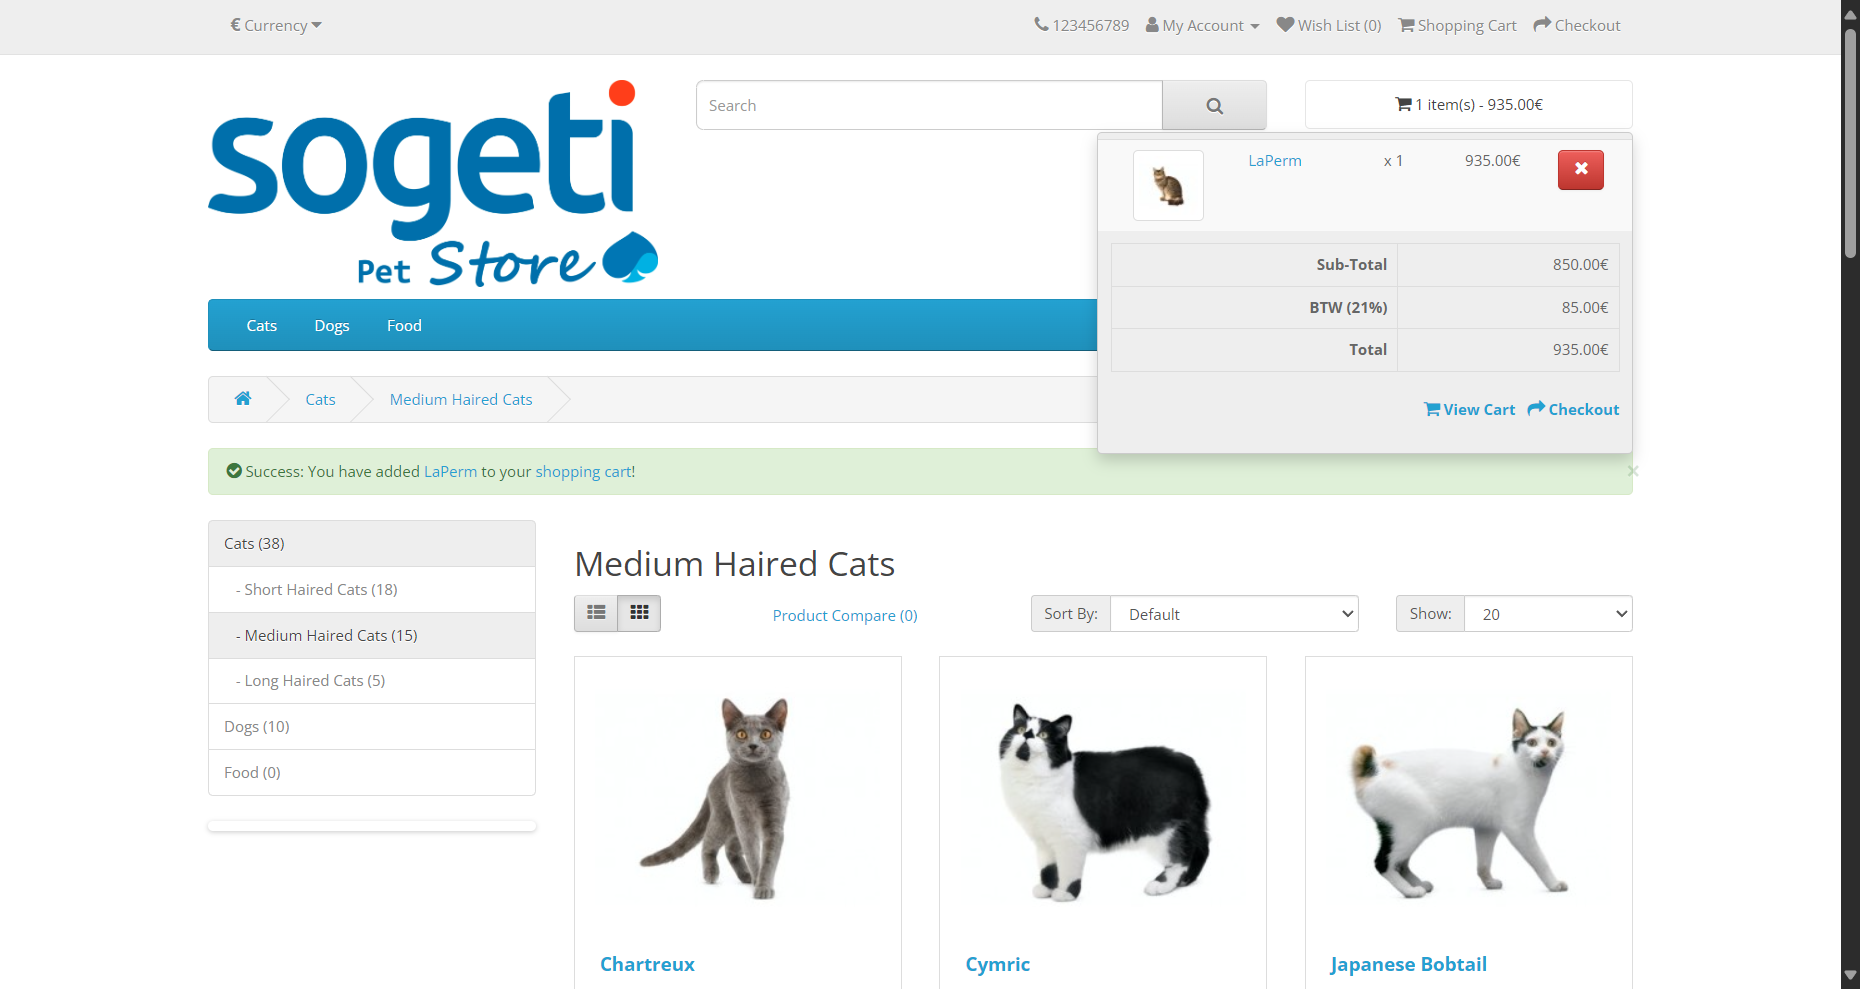 € Currency
123456789 My Account Wish List (0) Shopping Cart Checkout
sogeti
Pet Store
Search
1 item(s) - 935.00€
LaPerm x 1 935.00€
Sub-Total 850.00€
BTW (21%) 85.00€
Total 935.00€
View Cart Checkout
Cats Dogs Food
Cats Medium Haired Cats
Success: You have added LaPerm to your shopping cart!
×
Cats (38)
- Short Haired Cats (18)
- Medium Haired Cats (15)
- Long Haired Cats (5)
Dogs (10)
Food (0)
Medium Haired Cats
Product Compare (0)
Sort By: Default
Show: 20
Chartreux
Cymric
Japanese Bobtail